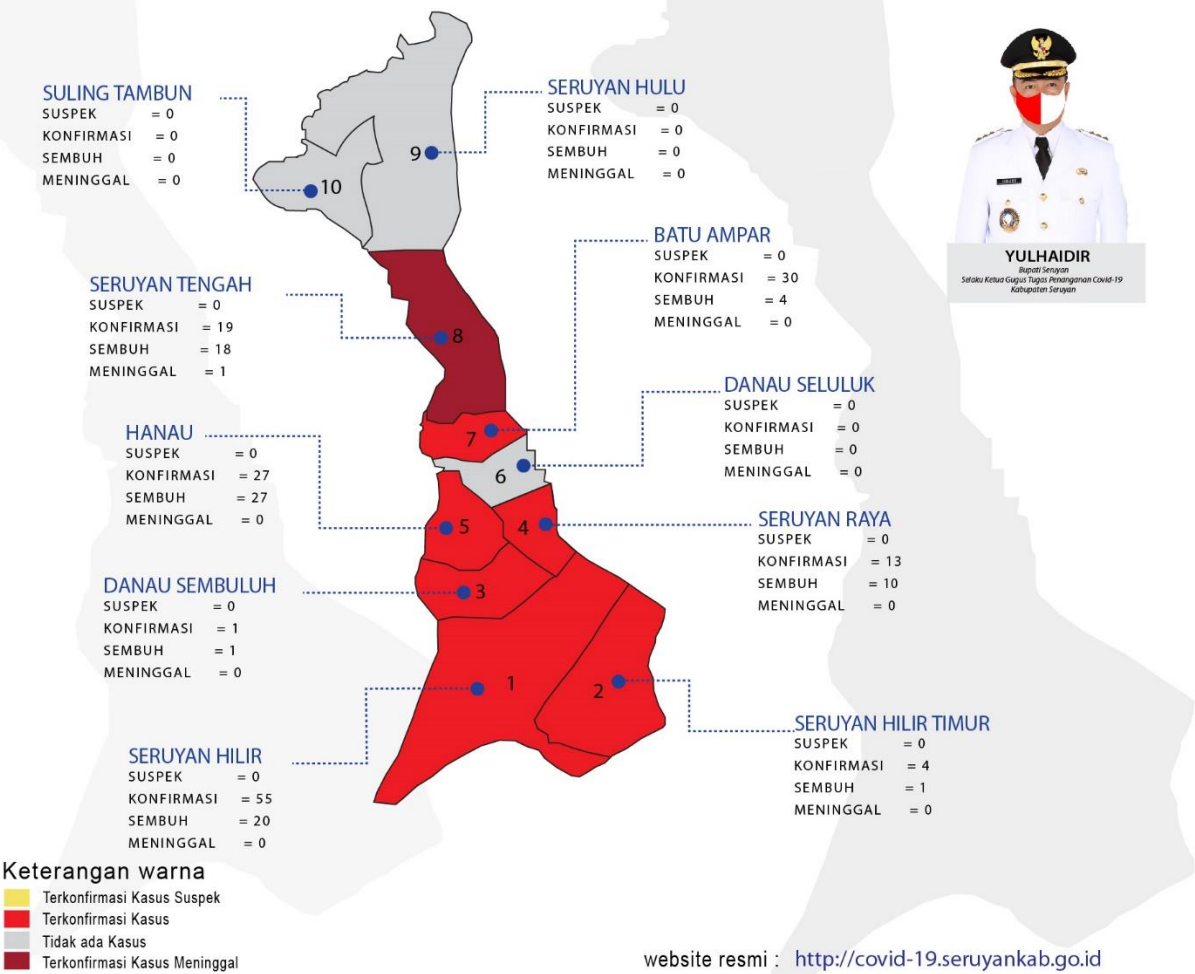 SULING TAMBUN
SUSPEK = 0
KONFIRMASI = 0
SEMBUH = 0
MENINGGAL = 0
SERUYAN HULU
SUSPEK = 0
KONFIRMASI = 0
SEMBUH = 0
MENINGGAL = 0
YULHAIDIR
Bupati Seruyan
Selaku Ketua Gugus Tugas Penanganan Covid-19
Kabupaten Seruyan
9
10
BATU AMPAR
SUSPEK = 0
KONFIRMASI = 30
SEMBUH = 4
MENINGGAL = 0
SERUYAN TENGAH
SUSPEK = 0
KONFIRMASI = 19
SEMBUH = 18
MENINGGAL = 1
8
DANAU SELULUK
SUSPEK = 0
KONFIRMASI = 0
SEMBUH = 0
MENINGGAL = 0
HANAU
SUSPEK = 0
KONFIRMASI = 27
SEMBUH = 27
MENINGGAL = 0
7
6
5
4
SERUYAN RAYA
SUSPEK = 0
KONFIRMASI = 13
SEMBUH = 10
MENINGGAL = 0
DANAU SEMBULUH
SUSPEK = 0
KONFIRMASI = 1
SEMBUH = 1
MENINGGAL = 0
3
1
2
SERUYAN HILIR TIMUR
SUSPEK = 0
KONFIRMASI = 4
SEMBUH = 1
MENINGGAL = 0
SERUYAN HILIR
SUSPEK = 0
KONFIRMASI = 55
SEMBUH = 20
MENINGGAL = 0
Keterangan warna
Terkonfirmasi Kasus Suspek
Terkonfirmasi Kasus
Tidak ada Kasus
Terkonfirmasi Kasus Meninggal
website resmi : http://covid-19.seruyankab.go.id